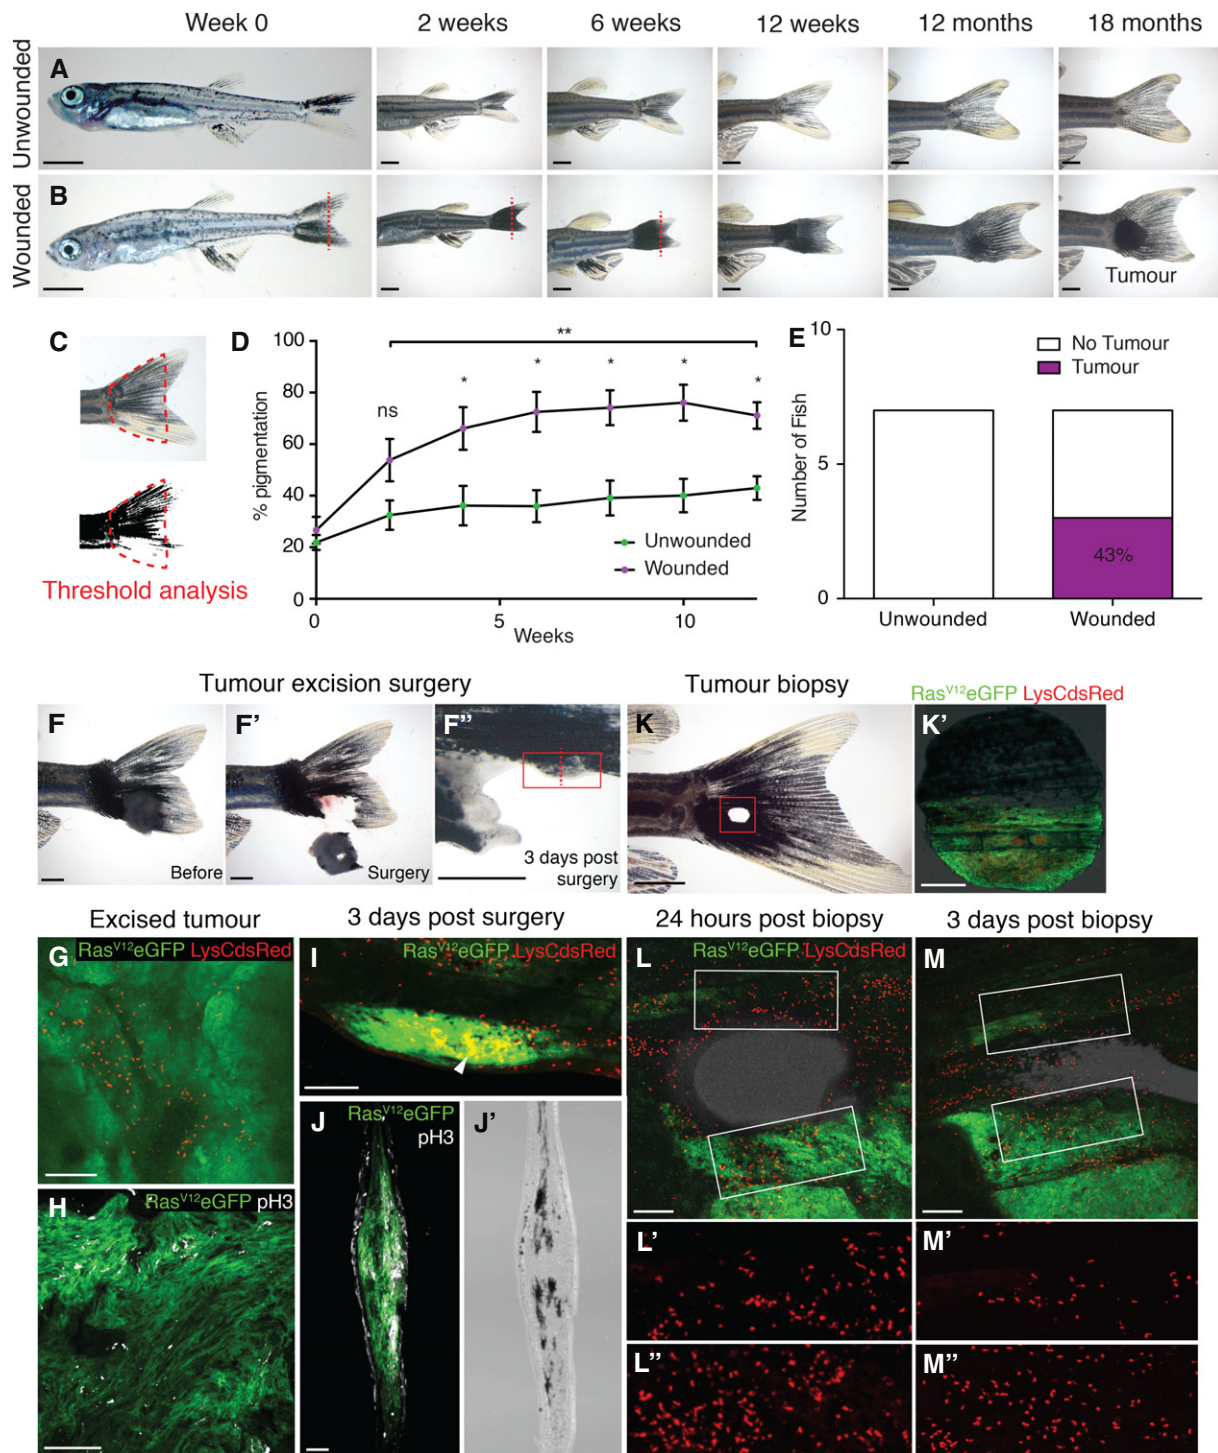 Week 0 2 weeks 6 weeks 12 weeks 12 months 18 months
Unwounded
A
Wounded
B
Tumour
C
Threshold analysis
D
% pigmentation
100
80
60
40
20
0
**
ns * * * * *
Unwounded
Wounded
0 5 10
Weeks
E
Number of Fish
10
5
0
No Tumour
Tumour
43%
Unwounded Wounded
Tumour excision surgery
F
Before
F'
Surgery
F''
3 days post
surgery
Tumour biopsy
K
RasV12eGFP LysCdsRed
K'
Excised tumour
G
RasV12eGFP LysCdsRed
H
RasV12eGFP pH3
3 days post surgery
I
RasV12eGFP LysCdsRed
J
RasV12eGFP
pH3
J'
24 hours post biopsy
L
RasV12eGFP LysCdsRed
3 days post biopsy
M
L'
M'
L''
M''